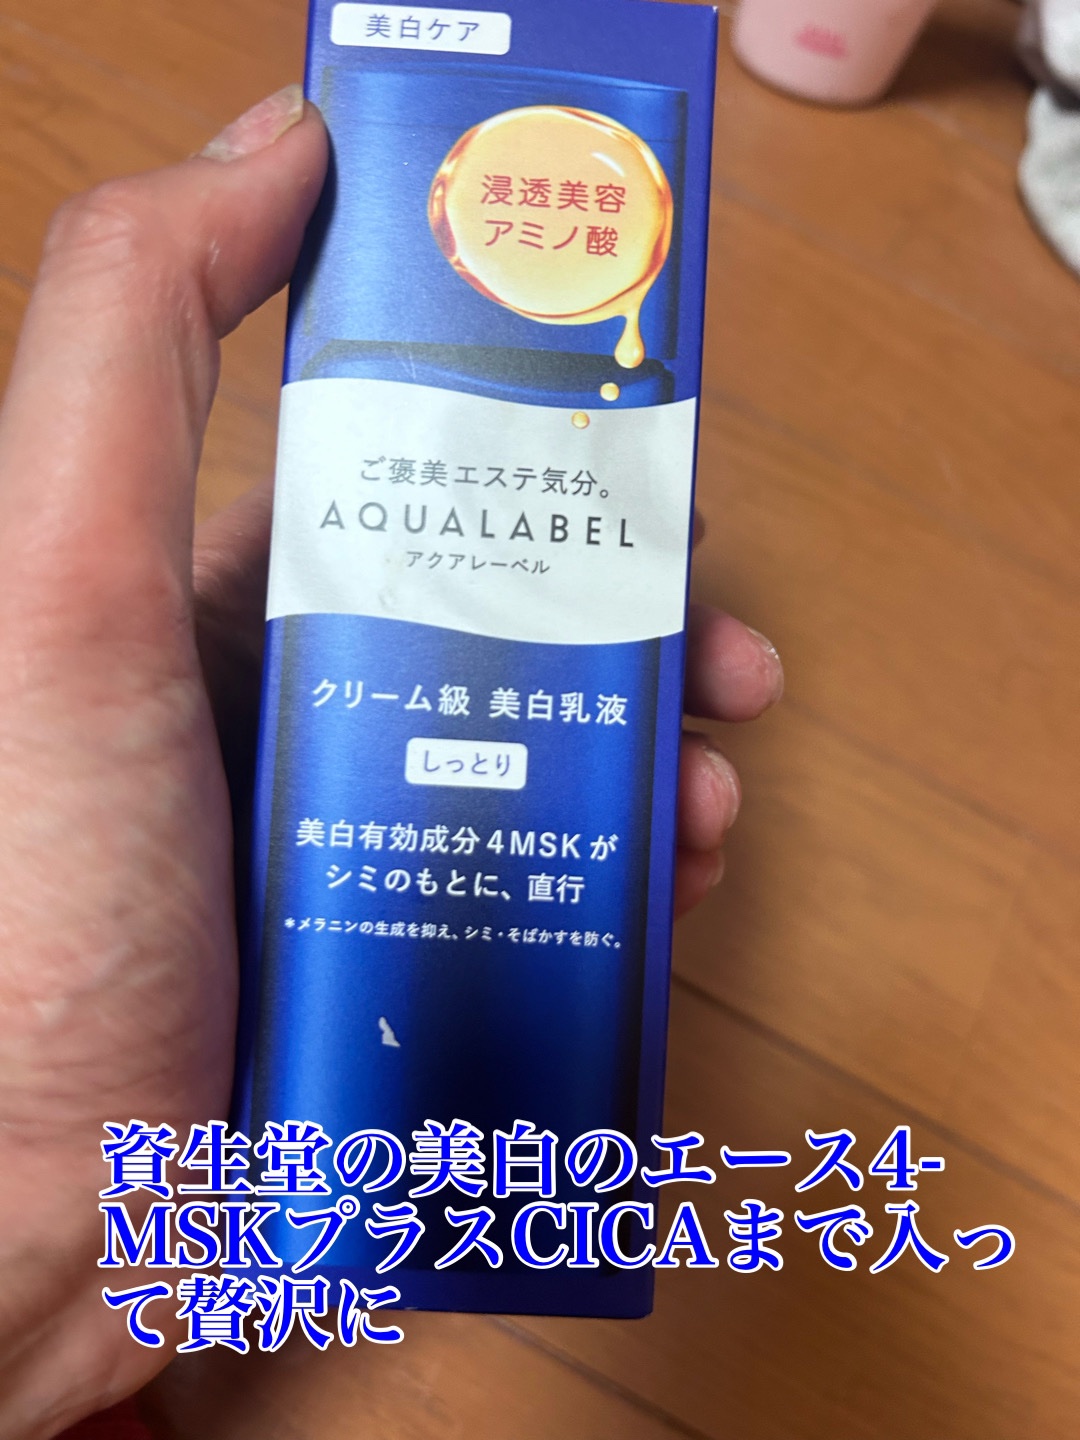 美白ケア
浸透美容
アミノ酸
ご褒美エステ気分。
AQUALABEL
アクアレーベル
クリーム級 美白乳液
しっとり
美白有効成分4MSKが
シミのもとに、直行
*メラニンの生成を抑え、シミ・そばかすを防ぐ。
資生堂の美白のエース4-
MSKプラスCICAまで入っ
て贅沢に